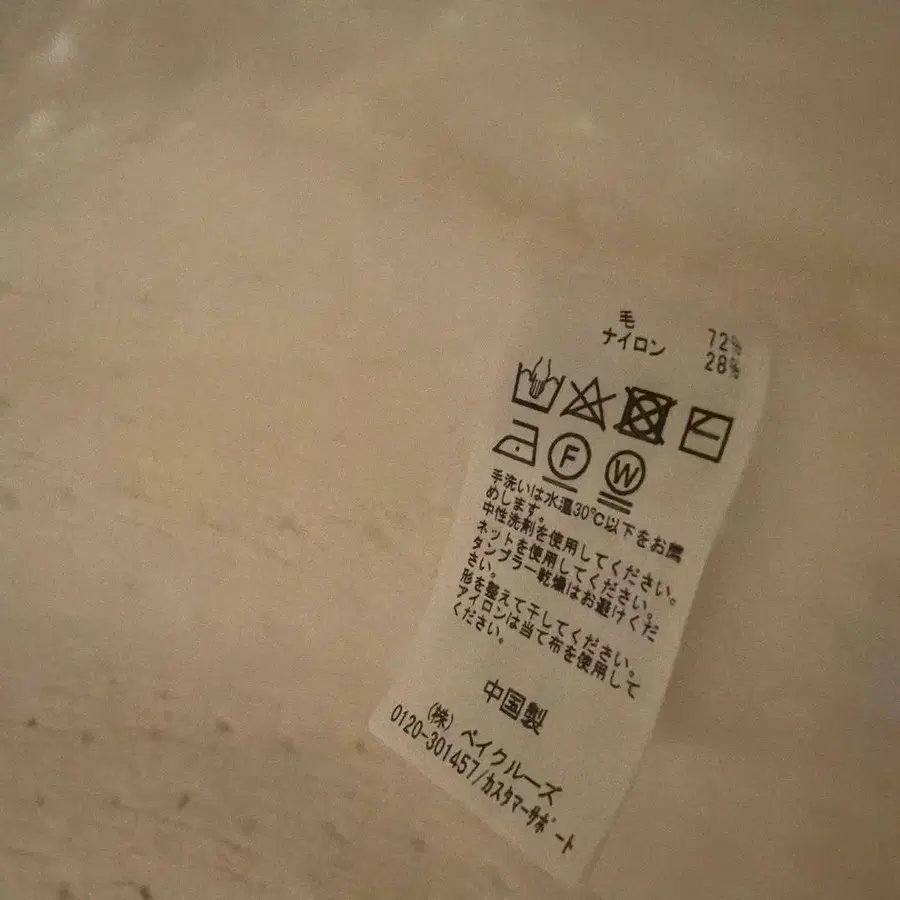 毛 72%
ナイロン 28%
F W
手洗いは水温30℃以下をお薦
めします。
中性洗剤を使用してください。
ネットを使用してください。
タンブラー乾燥はお避けくだ
さい。
形を整えて干してください。
アイロンは当て布を使用して
ください。
中国製
(株) ベイクルーズ
0120-301457/カスタマーサポート